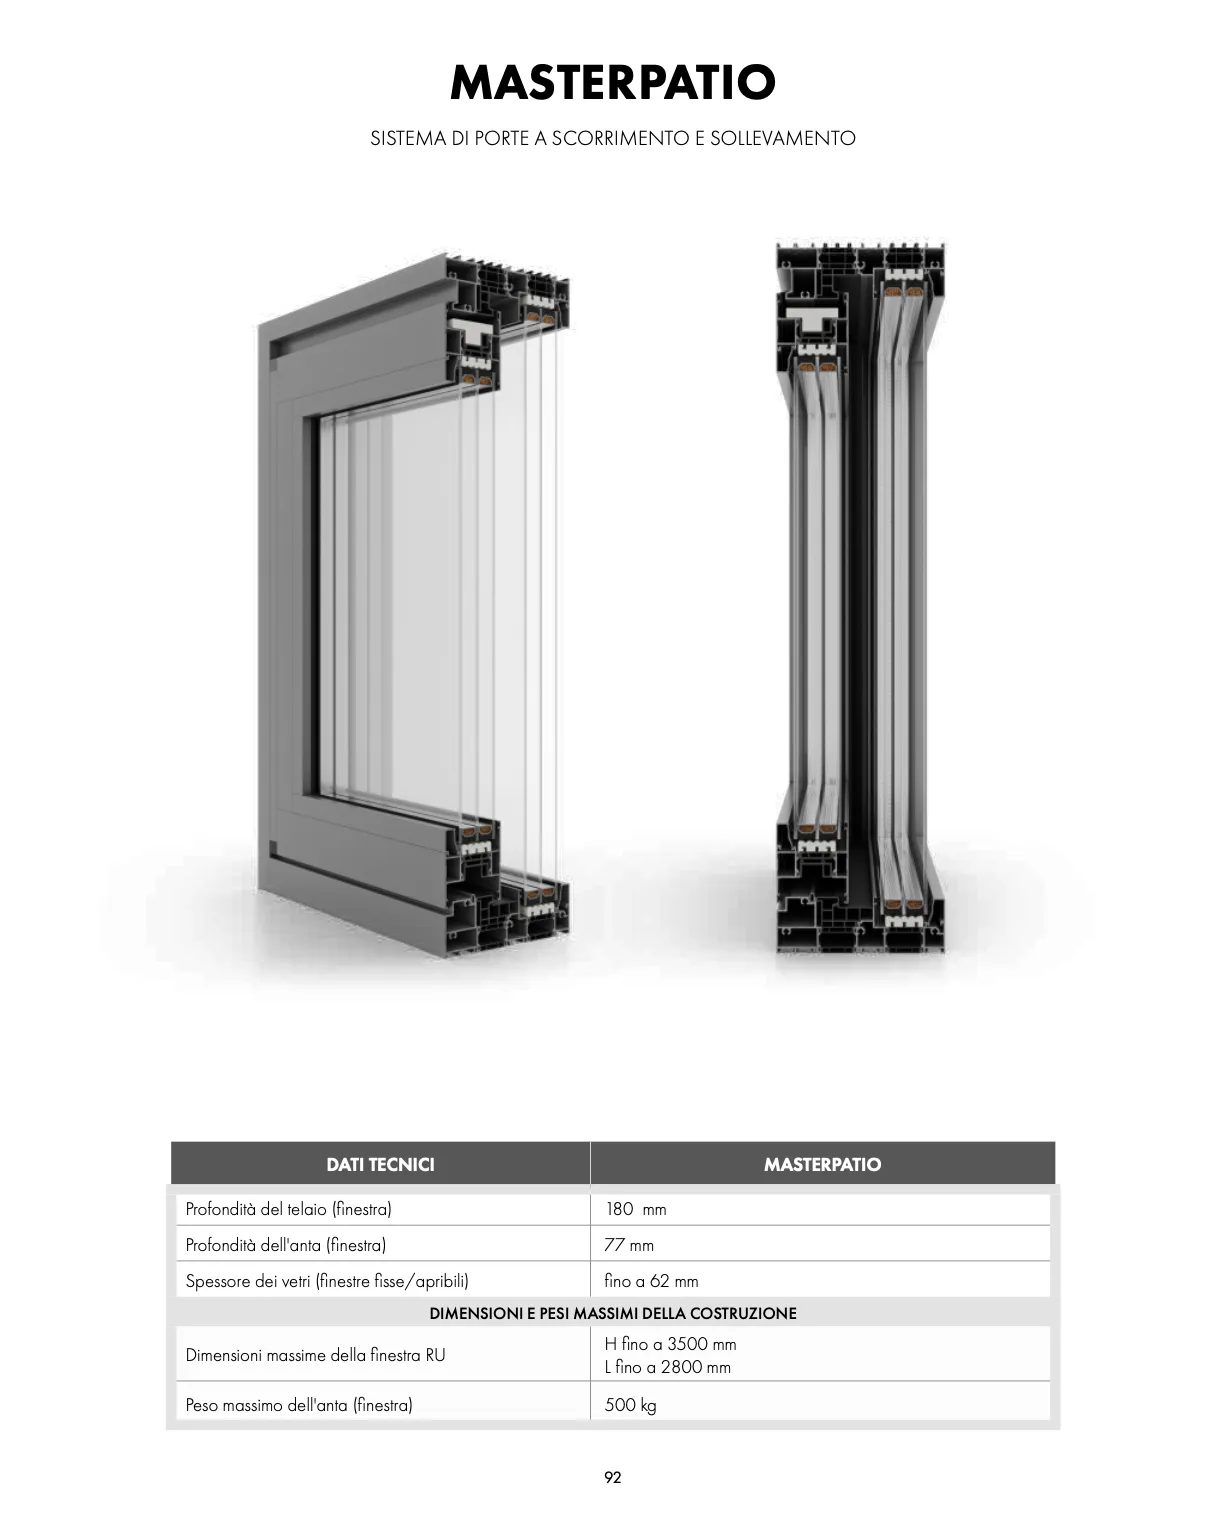 MASTERPATIO
SISTEMA DI PORTE A SCORRIMENTO E SOLLEVAMENTO
DATI TECNICI
MASTERPATIO
Profondità del telaio (finestra)
180 mm
Profondità dell'anta (finestra)
77 mm
Spessore dei vetri (finestre fisse/apribili)
fino a 62 mm
DIMENSIONI E PESI MASSIMI DELLA COSTRUZIONE
Dimensioni massime della finestra RU
H fino a 3500 mm
L fino a 2800 mm
Peso massimo dell'anta (finestra)
500 kg
92